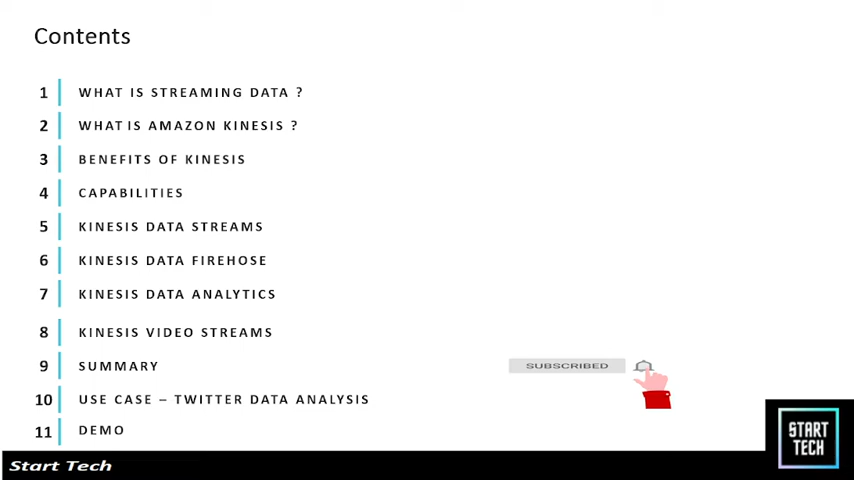 Contents
1 WHAT IS STREAMING DATA ?
2 WHAT IS AMAZON KINESIS ?
3 BENEFITS OF KINESIS
4 CAPABILITIES
5 KINESIS DATA STREAMS
6 KINESIS DATA FIREHOSE
7 KINESIS DATA ANALYTICS
8 KINESIS VIDEO STREAMS
9 SUMMARY
SUBSCRIBED
10 USE CASE – TWITTER DATA ANALYSIS
11 DEMO
START
TECH
Start Tech